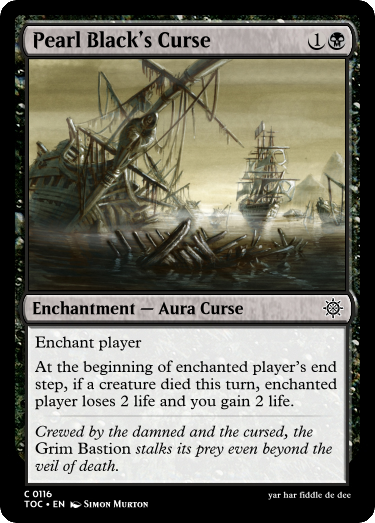 Pearl Black's Curse 1
Enchantment — Aura Curse
Enchant player
At the beginning of enchanted player's end
step, if a creature died this turn, enchanted
player loses 2 life and you gain 2 life.
Crewed by the damned and the cursed, the
Grim Bastion stalks its prey even beyond the
veil of death.
C 0116
TOC • EN Simon Murton
yar har fiddle de dee